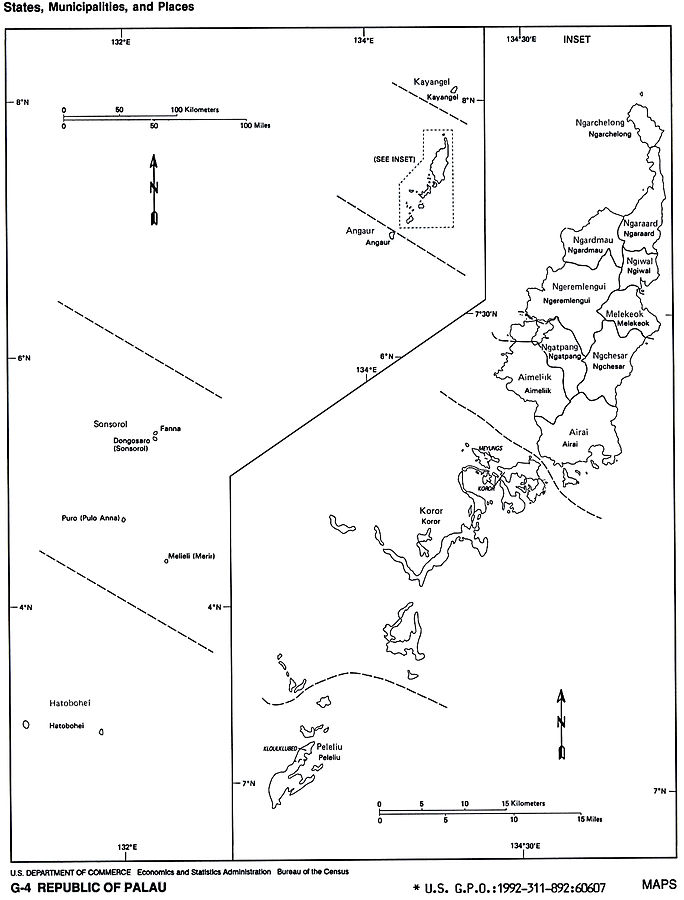 States, Municipalities, and Places
132°E
134°E
134°30'E
INSET
8°N
0 50 100 Kilometers
0 50 100 Miles
N
Kayangel
Kayangel
8°N
(SEE INSET)
Angaur
Angaur
Ngarchelong
Ngarchelong
Ngaraard
Ngaraard
Ngardmau
Ngardmau
Ngiwal
Ngiwal
Ngeremlengui
Ngeremlengui
Melekeok
Melekeok
7°30'N
Ngatpang
Ngatpang
Ngchesar
Ngchesar
6°N
6°N
134°E
Aimeliik
Aimeliik
Airai
Airai
Sonsorol
Fanna
Dongosaro
(Sonsorol)
MEYUNGS
KOROR
Koror
Koror
Puro (Pulo Anna)
Melieli (Merir)
4°N
4°N
Hatobohei
Hatobohei
N
KLOULKLUBED
Peleliu
Peleliu
7°N
7°N
0 5 10 15 Kilometers
0 5 10 15 Miles
132°E
134°30'E
U.S. DEPARTMENT OF COMMERCE Economics and Statistics Administration Bureau of the Census
G-4 REPUBLIC OF PALAU
* U.S. G.P.O.:1992-311-892:60607
MAPS